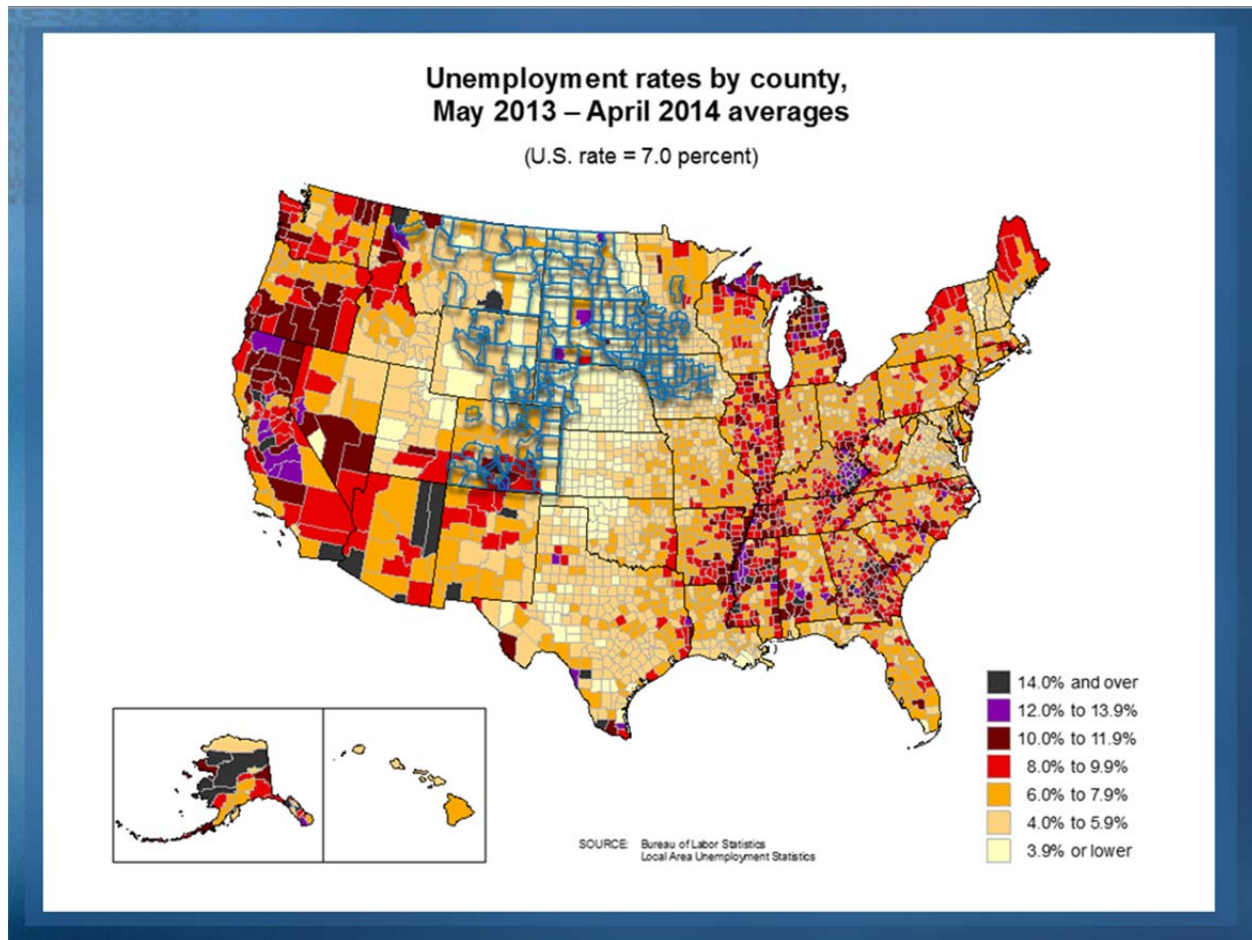 Unemployment rates by county,
May 2013 – April 2014 averages
(U.S. rate = 7.0 percent)
14.0% and over
12.0% to 13.9%
10.0% to 11.9%
8.0% to 9.9%
6.0% to 7.9%
4.0% to 5.9%
3.9% or lower
SOURCE: Bureau of Labor Statistics
Local Area Unemployment Statistics